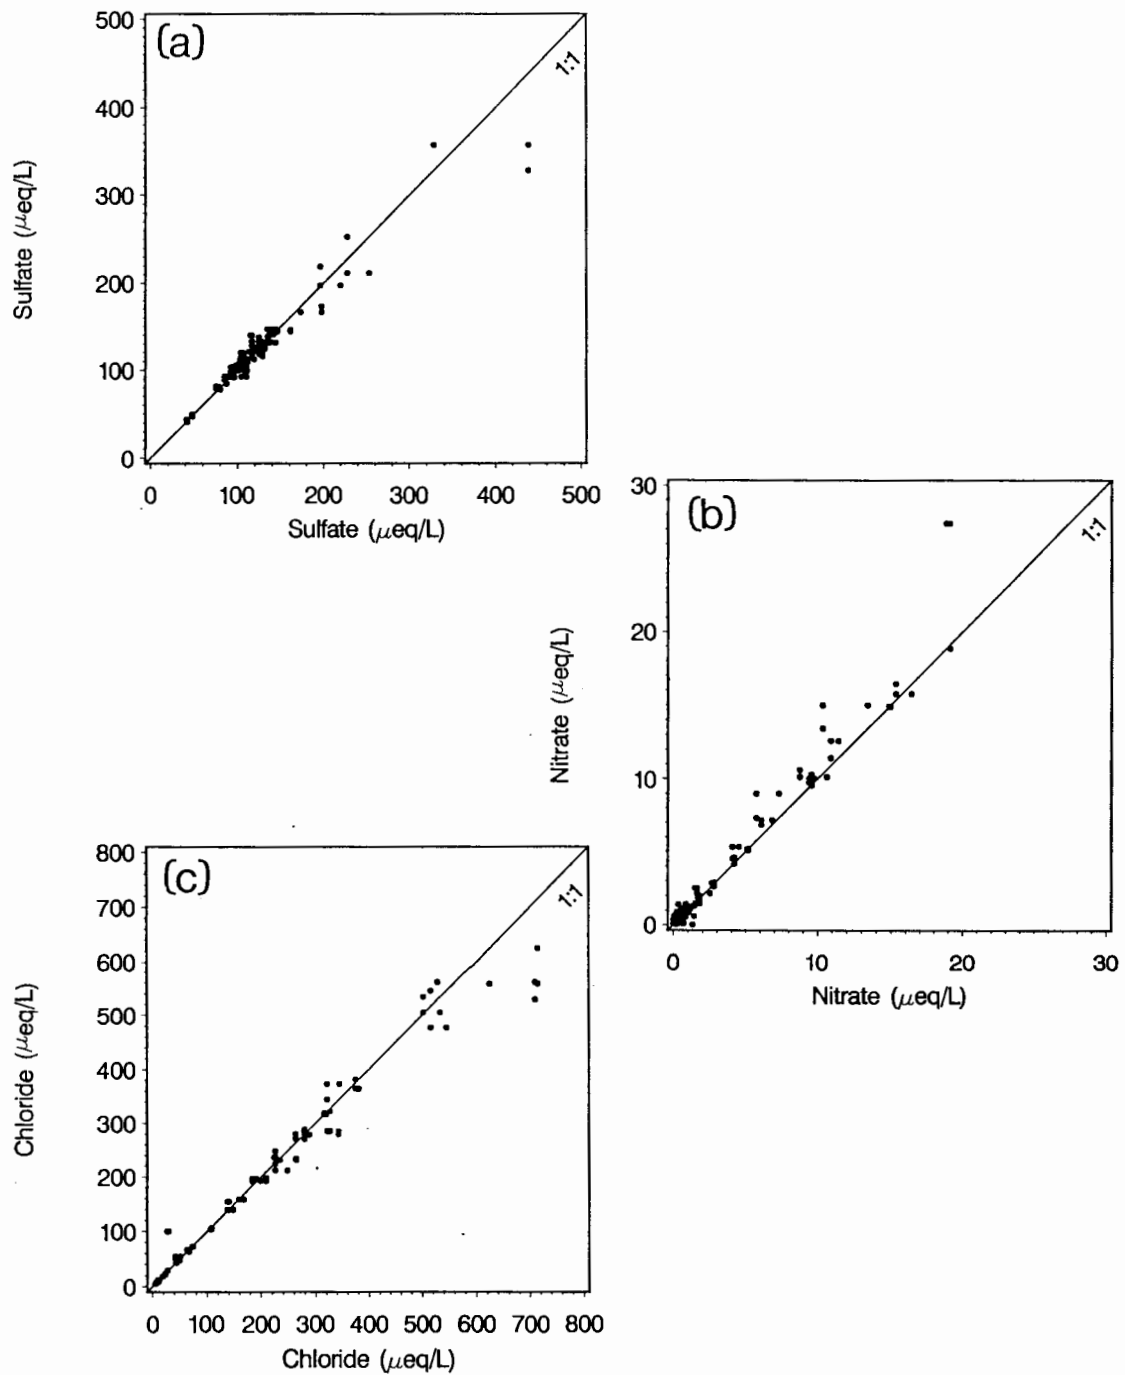 (a)
1:1
500
400
300
200
100
0
Sulfate (μeq/L)
0 100 200 300 400 500
Sulfate (μeq/L)
(b)
1:1
30
20
10
0
Nitrate (μeq/L)
0 10 20 30
Nitrate (μeq/L)
(c)
1:1
800
700
600
500
400
300
200
100
0
Chloride (μeq/L)
0 100 200 300 400 500 600 700 800
Chloride (μeq/L)